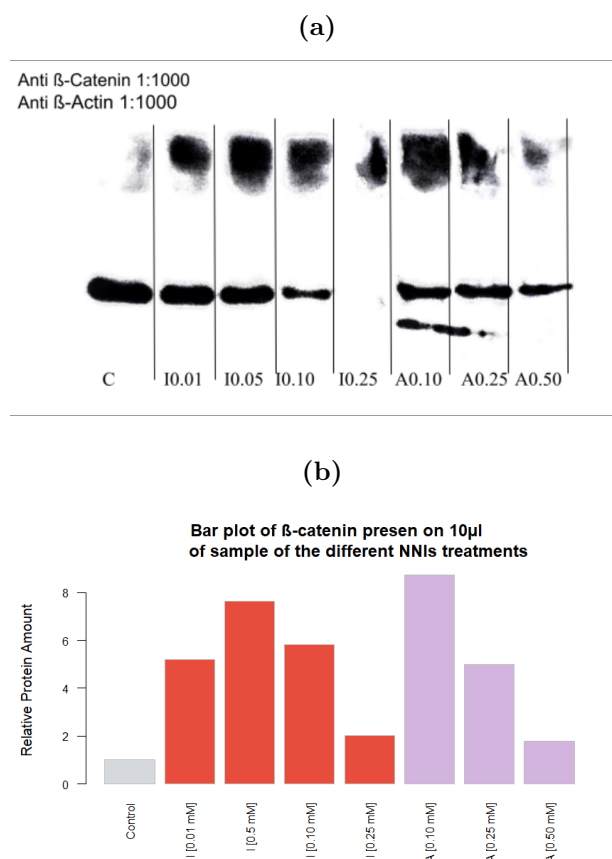 (a)
Anti ß-Catenin 1:1000
Anti ß-Actin 1:1000
C I0.01 I0.05 I0.10 I0.25 A0.10 A0.25 A0.50
(b)
Bar plot of ß-catenin presen on 10µl
of sample of the different NNIs treatments
Relative Protein Amount
8
6
4
2
0
Control
I [0.01 mM]
I [0.5 mM]
I [0.10 mM]
I [0.25 mM]
A [0.10 mM]
A [0.25 mM]
A [0.50 mM]